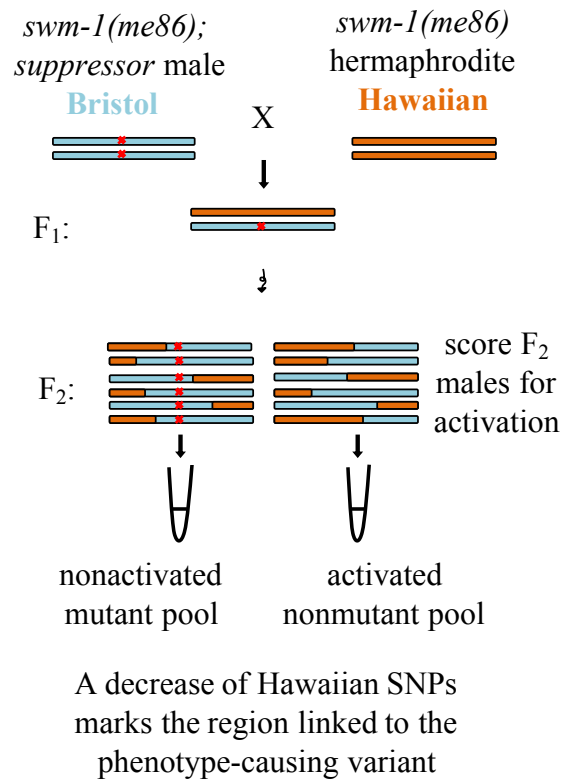 swm-1(me86);
suppressor male
Bristol
X
swm-1(me86)
hermaphrodite
Hawaiian
F1:
F2:
score F2
males for
activation
nonactivated
mutant pool
activated
nonmutant pool
A decrease of Hawaiian SNPs
marks the region linked to the
phenotype-causing variant